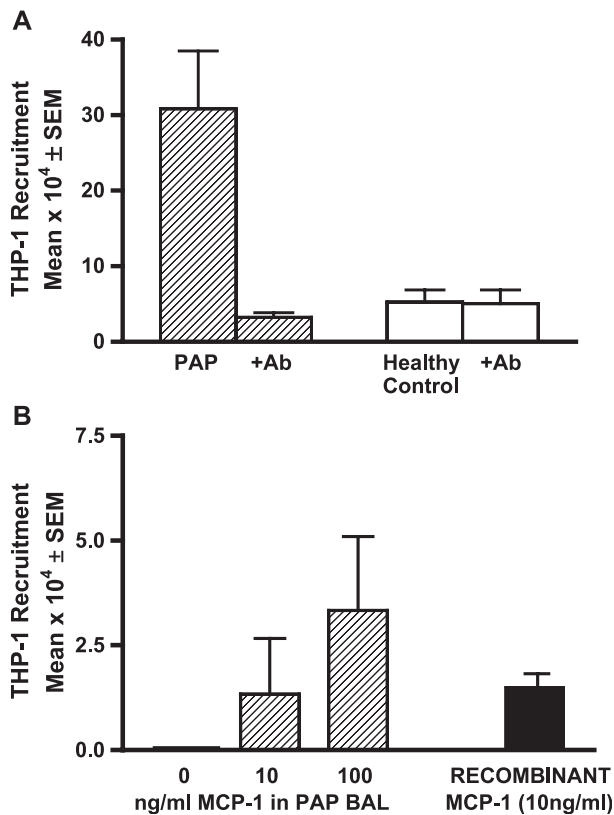 A
THP-1 Recruitment
Mean x 10⁴ ± SEM
40
30
20
10
0
PAP
+Ab
Healthy
Control
+Ab
B
THP-1 Recruitment
Mean x 10⁴ ± SEM
7.5
5.0
2.5
0.0
0
10
100
RECOMBINANT
ng/ml MCP-1 in PAP BAL
MCP-1 (10ng/ml)